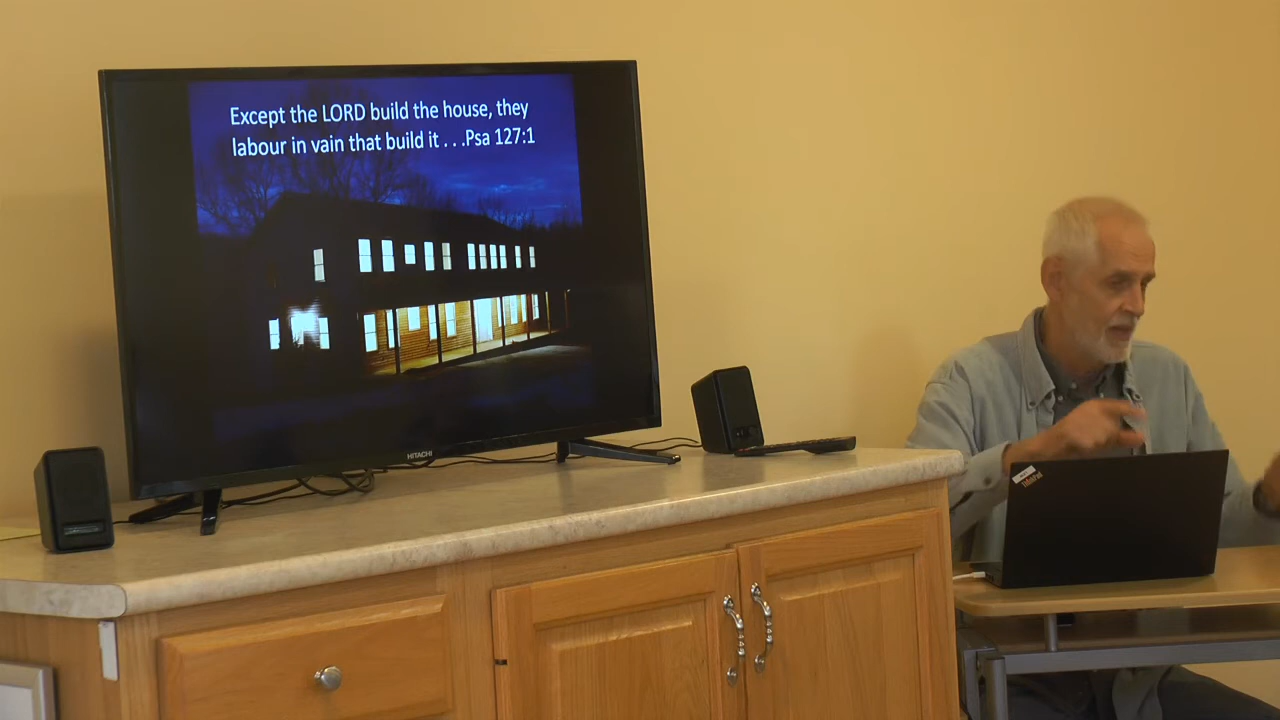 Except the LORD build the house, they
labour in vain that build it . . .Psa 127:1
HITACHI